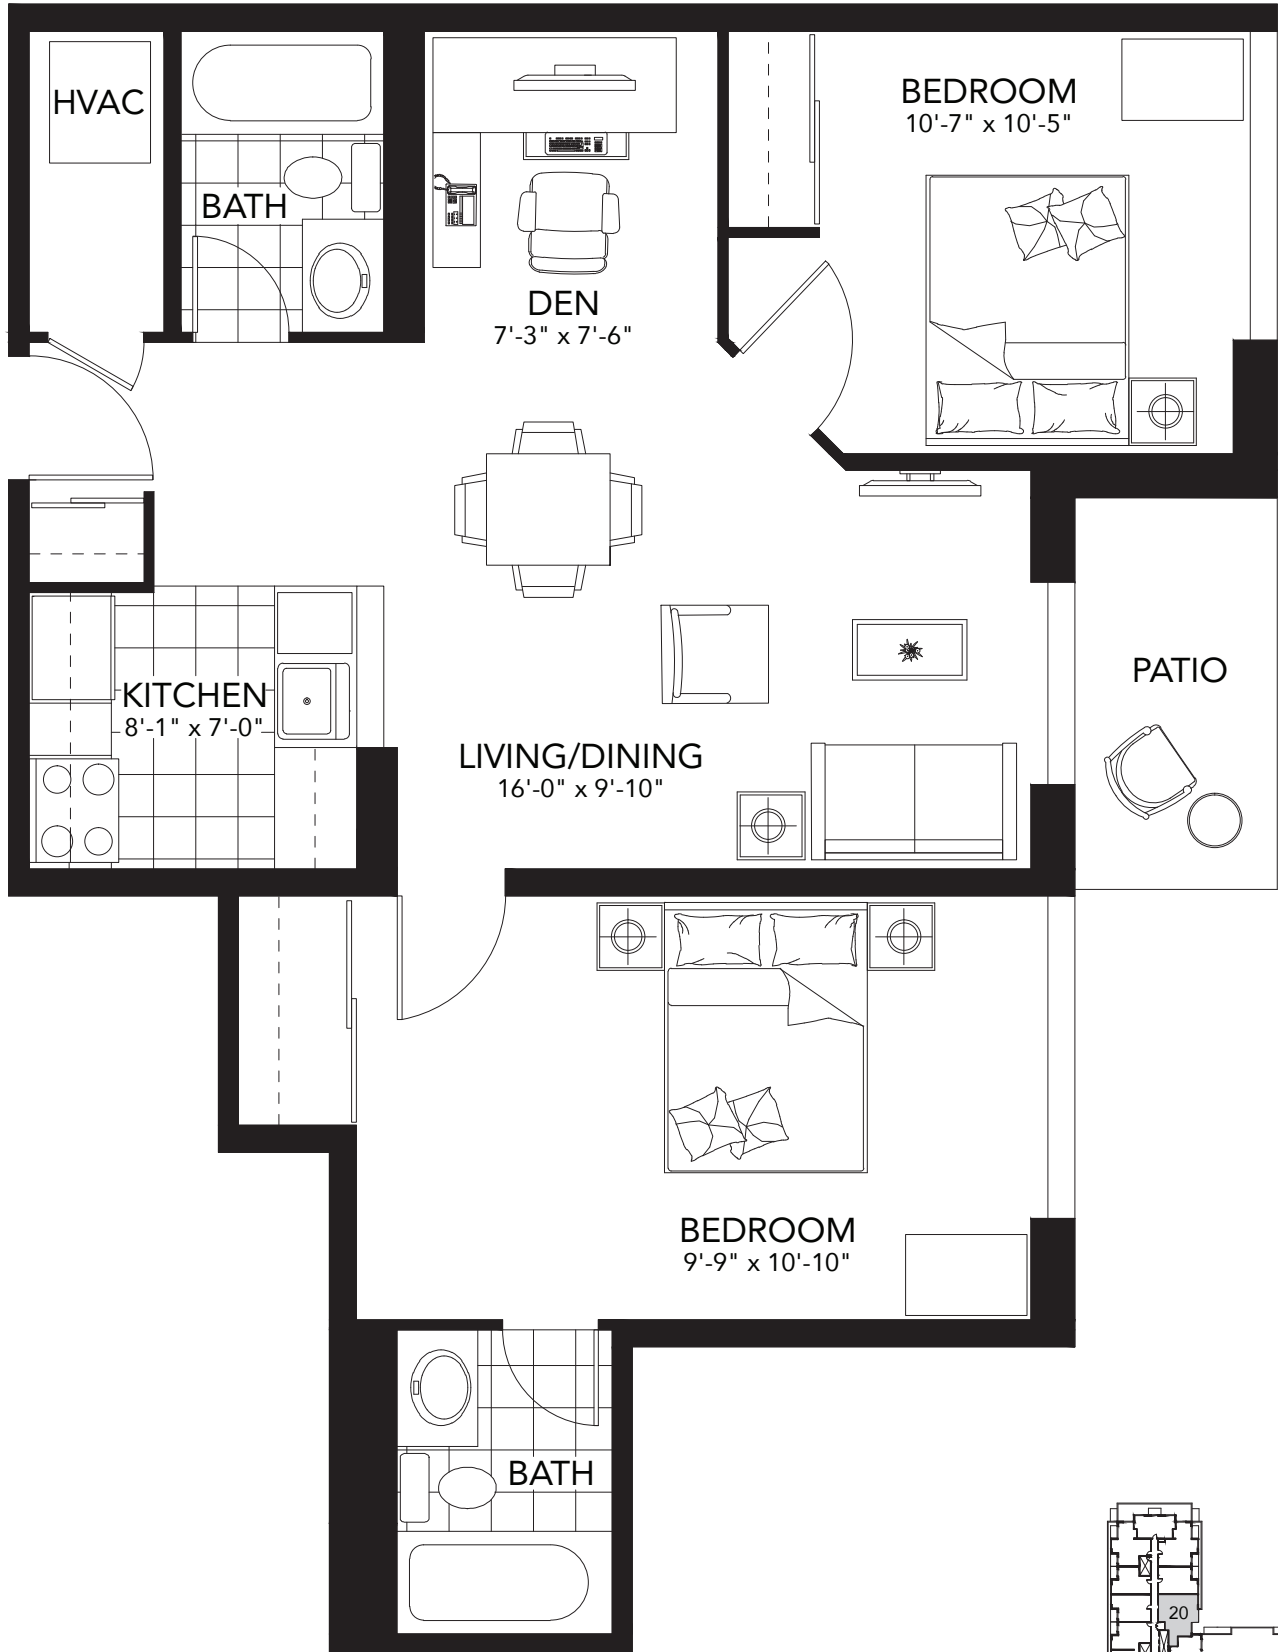 HVAC
BATH
DEN
7'-3" x 7'-6"
BEDROOM
10'-7" x 10'-5"
KITCHEN
8'-1" x 7'-0"
LIVING/DINING
16'-0" x 9'-10"
PATIO
BEDROOM
9'-9" x 10'-10"
BATH
20